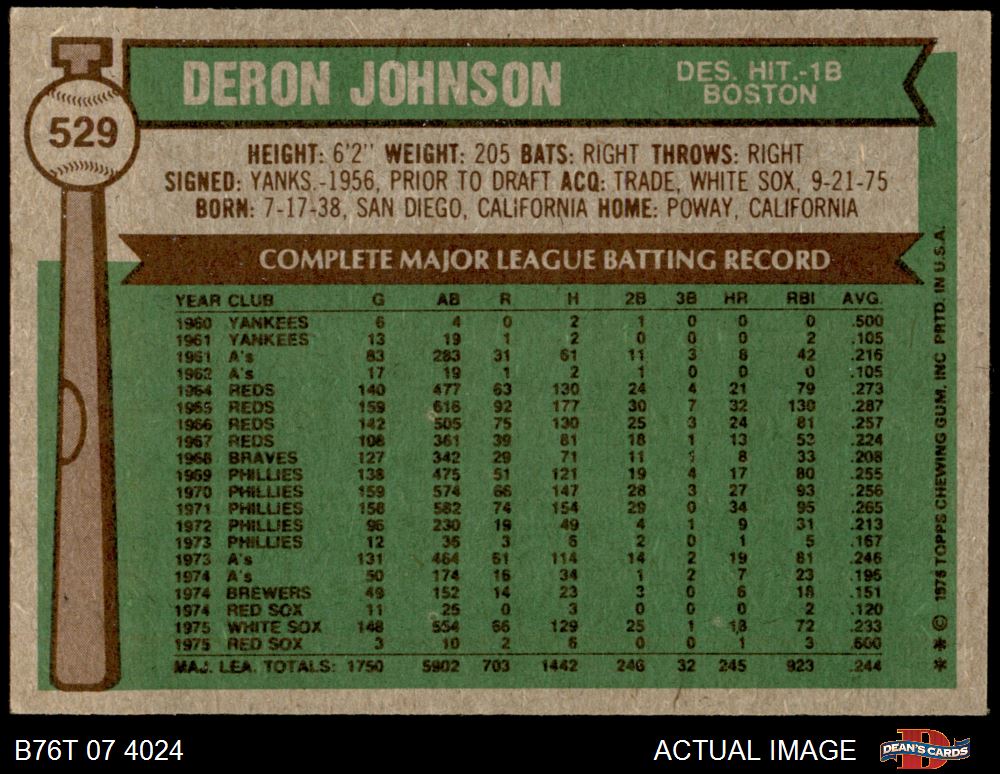 DERON JOHNSON
DES. HIT.-1B
BOSTON
529
HEIGHT: 6'2" WEIGHT: 205 BATS: RIGHT THROWS: RIGHT
SIGNED: YANKS.-1956, PRIOR TO DRAFT ACQ: TRADE, WHITE SOX, 9-21-75
BORN: 7-17-38, SAN DIEGO, CALIFORNIA HOME: POWAY, CALIFORNIA
COMPLETE MAJOR LEAGUE BATTING RECORD
YEAR CLUB G AB R H 2B 3B HR RBI AVG.
1960 YANKEES 6 4 0 2 1 0 0 0 .500
1961 YANKEES 13 19 1 2 0 0 0 2 .105
1961 A's 83 283 31 61 11 3 8 42 .216
1962 A's 17 19 1 2 1 0 0 0 .105
1964 REDS 140 477 63 130 24 4 21 79 .273
1965 REDS 159 616 92 177 30 7 32 130 .287
1966 REDS 142 505 75 130 25 3 24 81 .257
1967 REDS 108 361 39 81 18 1 13 53 .224
1968 BRAVES 127 342 29 71 11 1 8 33 .208
1969 PHILLIES 138 475 51 121 19 4 17 80 .255
1970 PHILLIES 159 574 66 147 28 3 27 93 .256
1971 PHILLIES 158 582 74 154 29 0 34 95 .265
1972 PHILLIES 96 230 19 49 4 1 9 31 .213
1973 PHILLIES 12 36 3 6 2 0 1 5 .167
1973 A's 131 464 61 114 14 2 19 81 .246
1974 A's 50 174 16 34 1 2 7 23 .195
1974 BREWERS 49 152 14 23 3 0 6 18 .151
1974 RED SOX 11 25 0 3 0 0 0 2 .120
1975 WHITE SOX 148 554 66 129 25 1 18 72 .233
1975 RED SOX 3 10 2 6 0 0 1 3 .600
MAJ. LEA. TOTALS: 1750 5902 703 1442 246 32 245 923 .244
* * © 1976 TOPPS CHEWING GUM, INC PRTD. IN U.S.A.
B76T 07 4024
ACTUAL IMAGE
DEAN'S CARDS